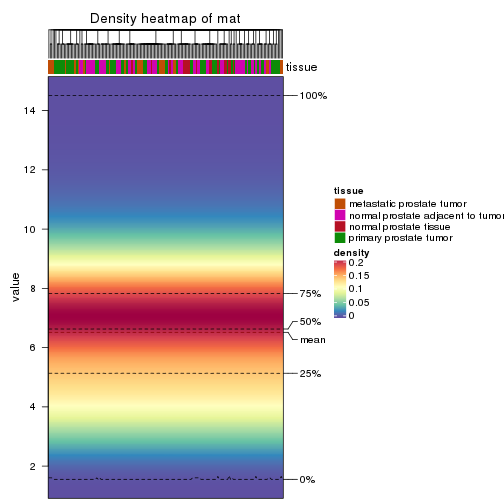 Density heatmap of mat
tissue
100%
14
12
10
8
6
4
2
value
75%
50%
mean
25%
0%
tissue
metastatic prostate tumor
normal prostate adjacent to tumor
normal prostate tissue
primary prostate tumor
density
0.2
0.15
0.1
0.05
0